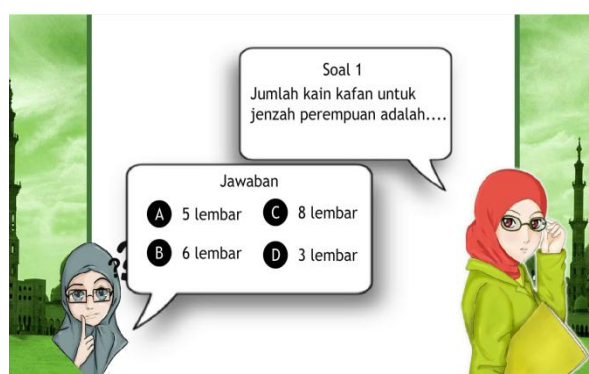 Soal 1
Jumlah kain kafan untuk
jenzah perempuan adalah....
Jawaban
A 5 lembar C 8 lembar
B 6 lembar D 3 lembar
??